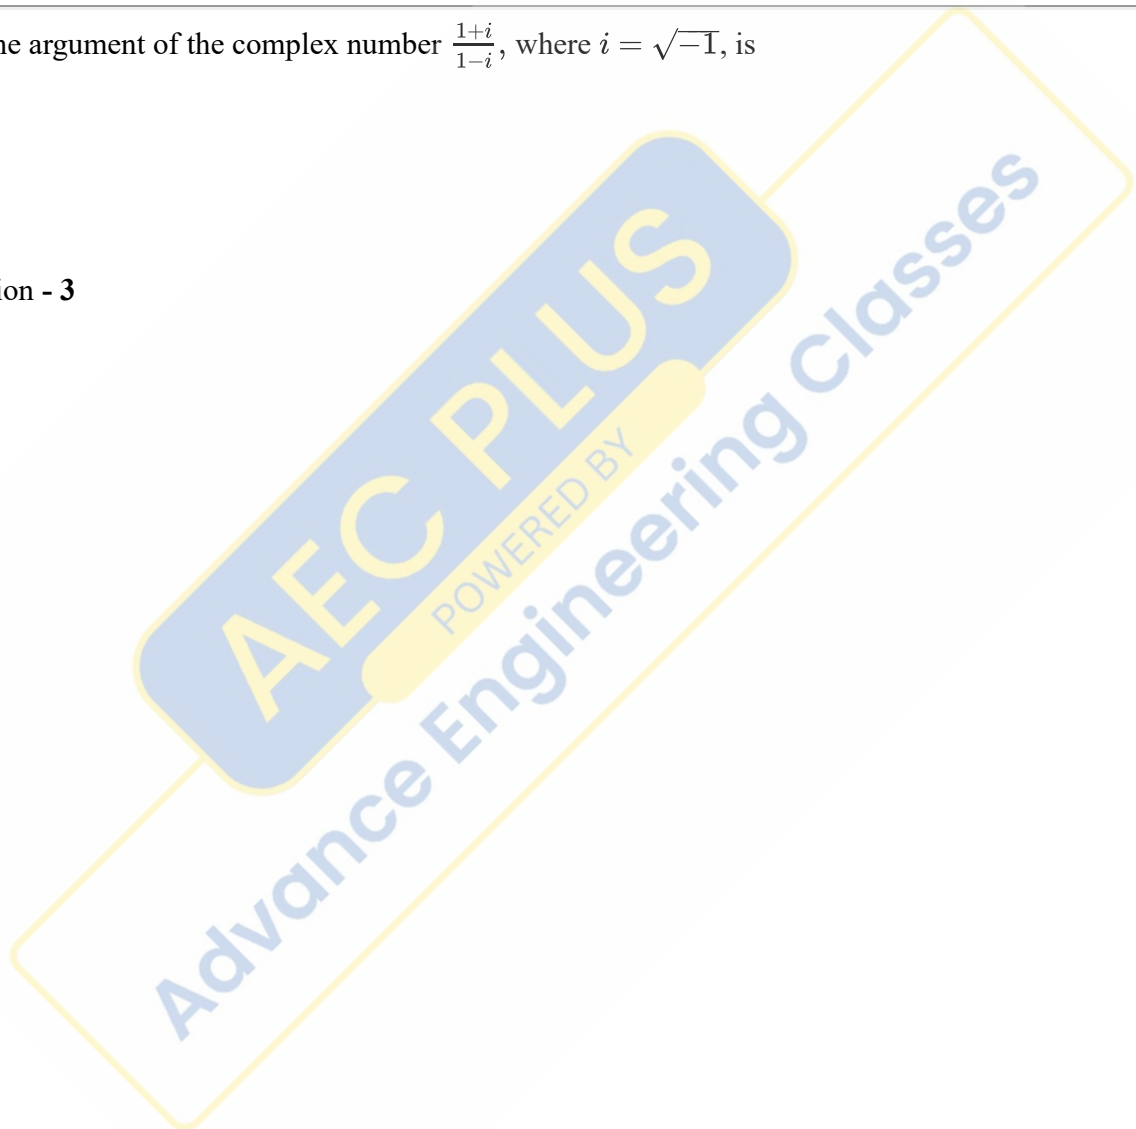 ne argument of the complex number \frac{1+i}{1-i}, where i = \sqrt{-1}, is
ion - 3
AEC PLUS
POWERED BY
Advance Engineering Classes